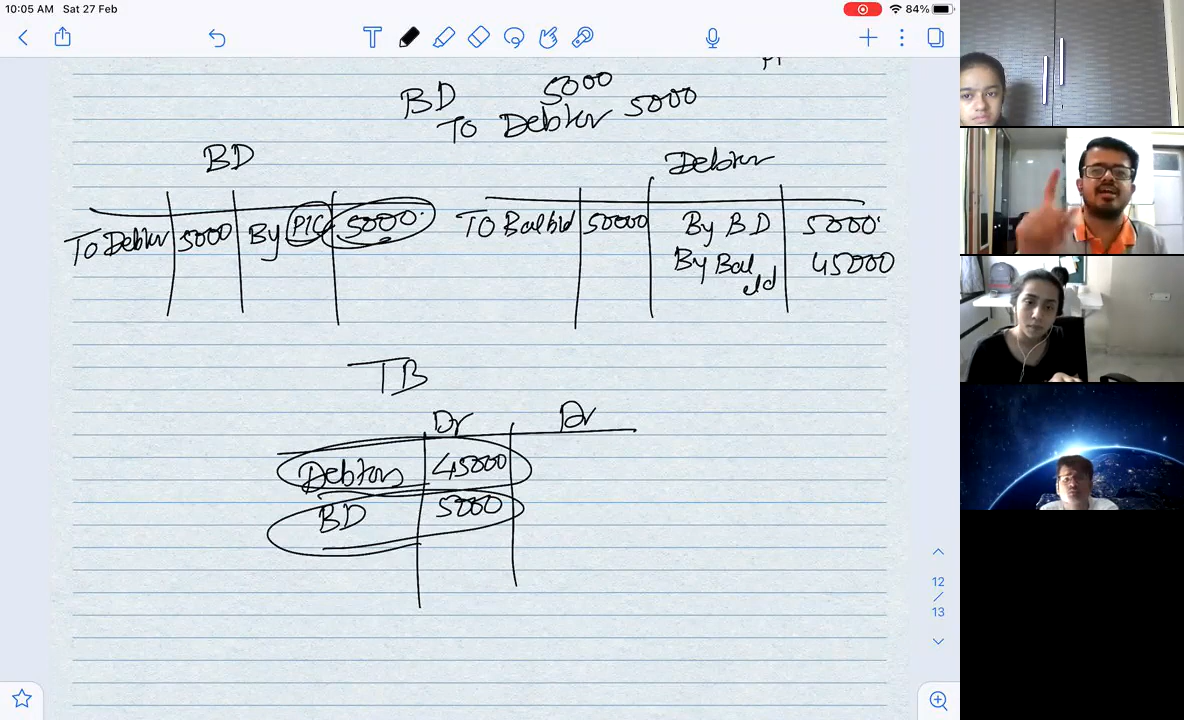 10:05 AM Sat 27 Feb
84%
BD 5000
To Debtor 5000
BD
Debtor
To Debtor 5000 By PIC 5000
To Bal b/d 50000 By BD 5000
By Bal c/d 45000
TB
Dr Dr
Debtors 45000
BD 5000
12
/
13